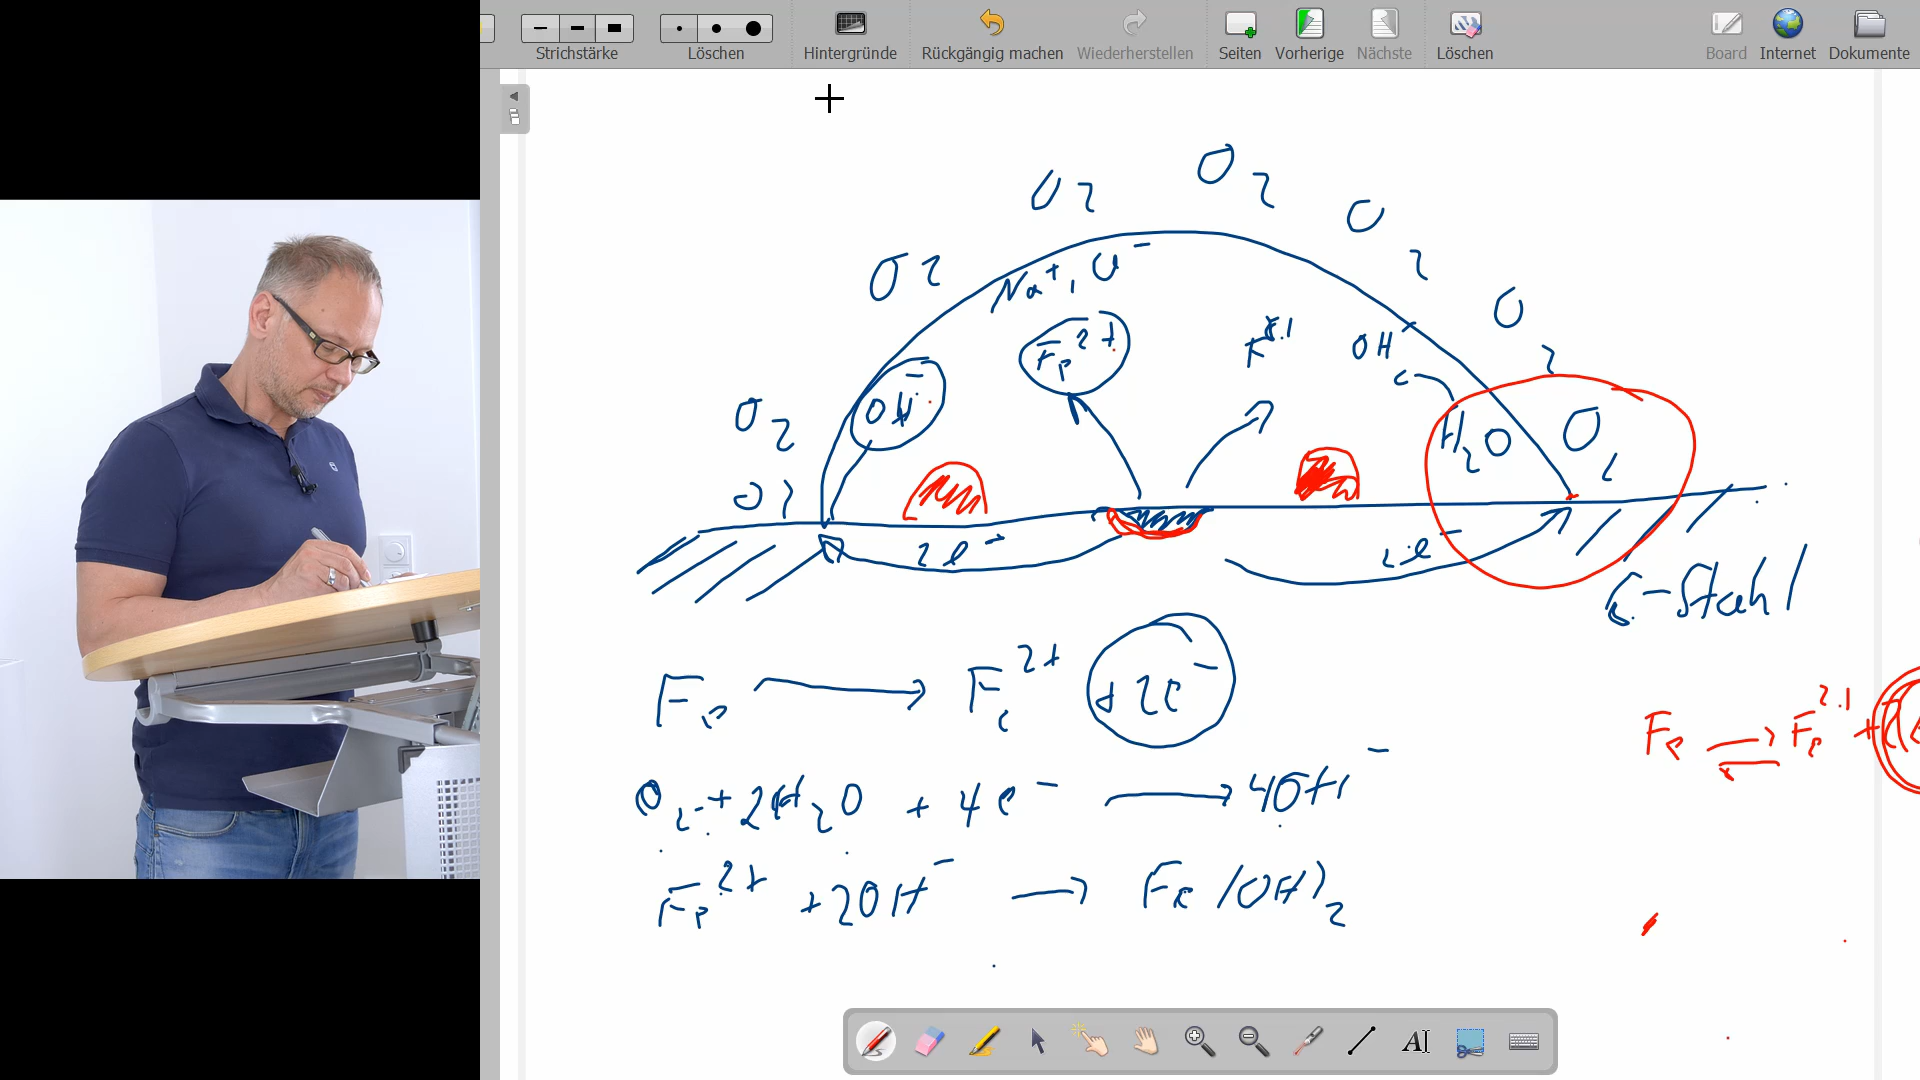 Strichstärke Löschen Hintergründe Rückgängig machen Wiederherstellen Seiten Vorherige Nächste Löschen Board Internet Dokumente
O2 O2 O2
O2 Na+, Cl- O2
Fe2+ OH-
O2 OH- H2O O2
O2
2e- 2e-
C-Stahl
Fe → Fe2+ +2e-
Fe ⇌ Fe2+ +
O2 + 2H2O + 4e- → 4OH-
Fe2+ + 2OH- → Fe(OH)2
AI